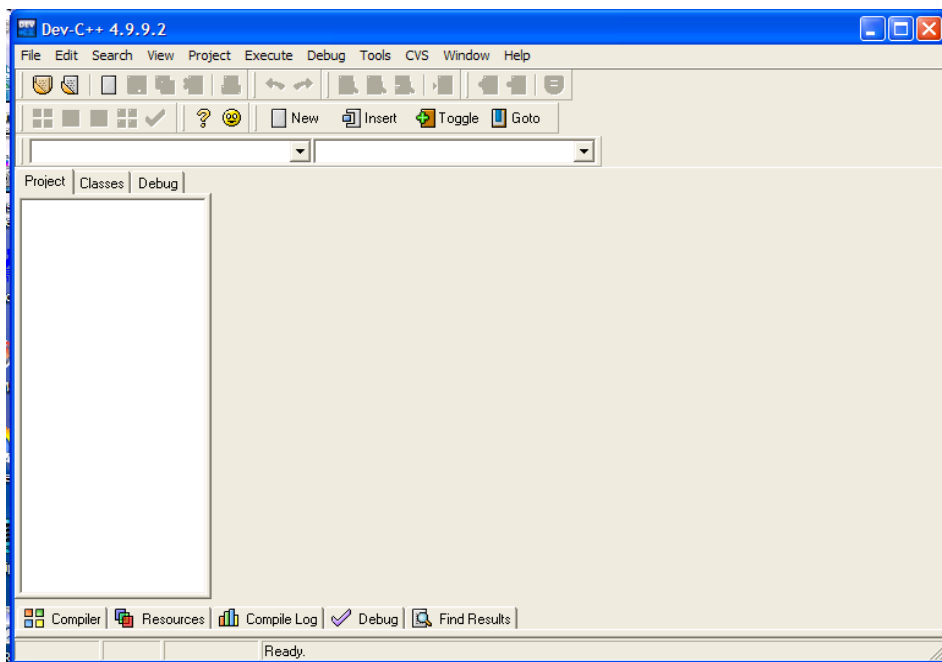 Dev-C++ 4.9.9.2
File Edit Search View Project Execute Debug Tools CVS Window Help
New Insert Toggle Goto
Project Classes Debug
Compiler Resources Compile Log Debug Find Results
Ready.